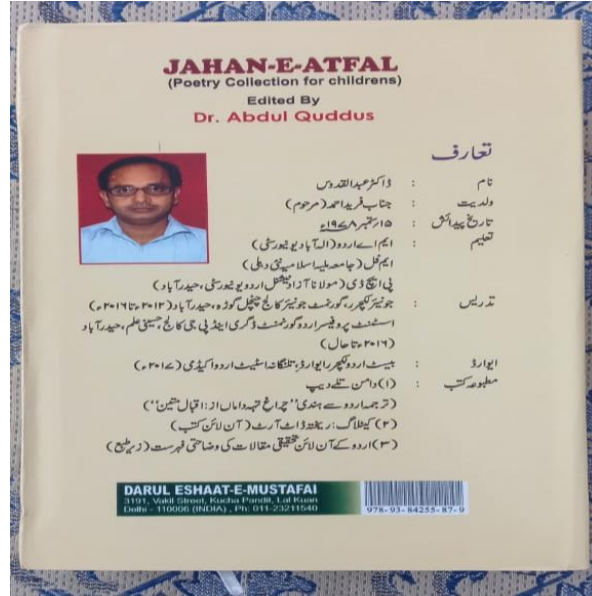 JAHAN-E-ATFAL
(Poetry Collection for childrens)
Edited By
Dr. Abdul Quddus
تعارف
نام : ڈاکٹر عبدالقدوس
ولدیت : جناب فرید احمد (مرحوم)
تاریخ پیدائش : ۱۵؍ ستمبر ۱۹۷۸ء
تعلیم : ایم اے اردو (الہ آباد یونیورسٹی)
ایم فل (جامعہ ملیہ اسلامیہ نئی دہلی)
پی ایچ ڈی (مولانا آزاد نیشنل اردو یونیورسٹی، حیدرآباد)
تدریس : جونیئر لکچرر، گورنمنٹ جونیئر کالج چنچل گوڑہ، حیدرآباد (۲۰۱۲ء تا ۲۰۱۶ء)
اسسٹنٹ پروفیسر اردو گورنمنٹ ڈگری اینڈ پی جی کالج، حسینی علم، حیدرآباد
(۲۰۱۶ء تا حال)
ایوارڈ : بیسٹ اردو لکچرر ایوارڈ، تلنگانہ اسٹیٹ اردو اکیڈمی (۲۰۱۷ء)
مطبوعہ کتب : (۱) دامن تلے دیپ
(ترجمہ اردو سے ہندی "چراغ تہہ داماں از: اقبال متین")
(۲) کیٹلاگ: ریختہ ڈاٹ آرٹ (آن لائن کتب)
(۳) اردو کے آن لائن تحقیقی مقالات کی وضاحتی فہرست (زیر طبع)
DARUL ESHAAT-E-MUSTAFAI
3191, Vakil Street, Kucha Pandit, Lal Kuan
Delhi - 110006 (INDIA) , Ph: 011-23211540
978-93-84255-87-9